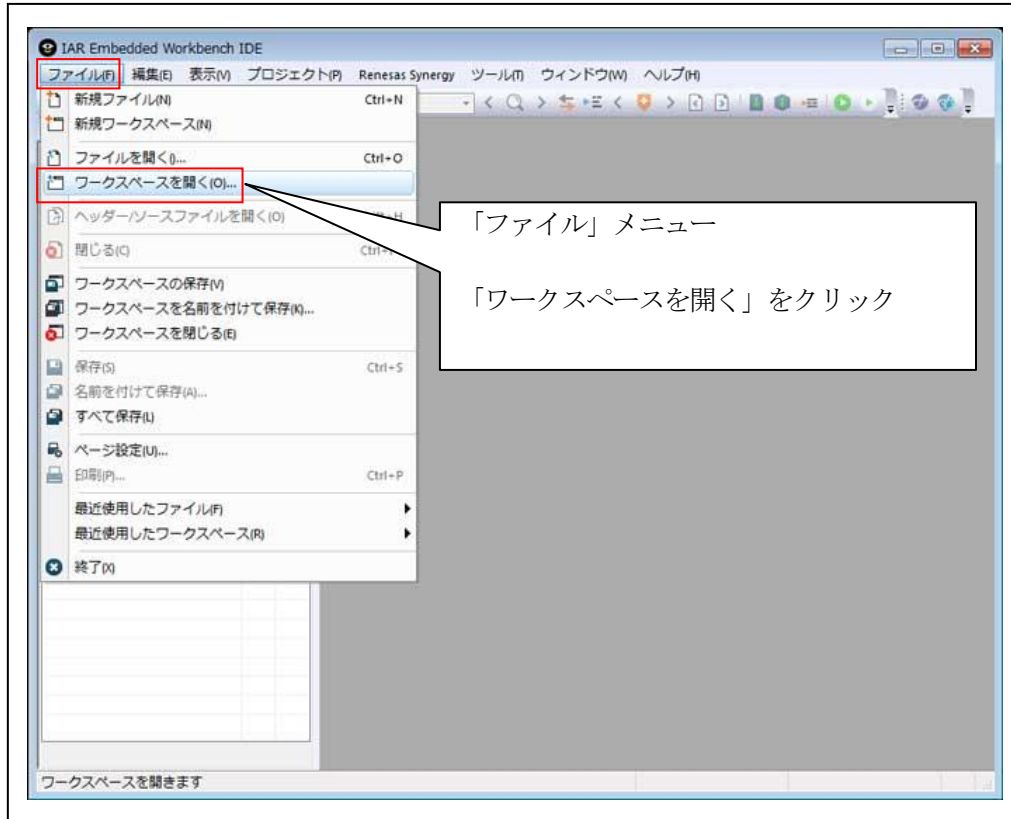 IAR Embedded Workbench IDE
ファイル(F) 編集(E) 表示(V) プロジェクト(P) Renesas Synergy ツール(T) ウィンドウ(W) ヘルプ(H)
新規ファイル(N) Ctrl+N
新規ワークスペース(N)
ファイルを開く()... Ctrl+O
ワークスペースを開く(O)...
ヘッダー/ソースファイルを開く(O)
閉じる(C)
ワークスペースの保存(V)
ワークスペースを名前を付けて保存(K)...
ワークスペースを閉じる(E)
保存(S) Ctrl+S
名前を付けて保存(A)...
すべて保存(L)
ページ設定(U)...
印刷(P)... Ctrl+P
最近使用したファイル(F)
最近使用したワークスペース(R)
終了(X)
「ファイル」メニュー
「ワークスペースを開く」をクリック
ワークスペースを開きます